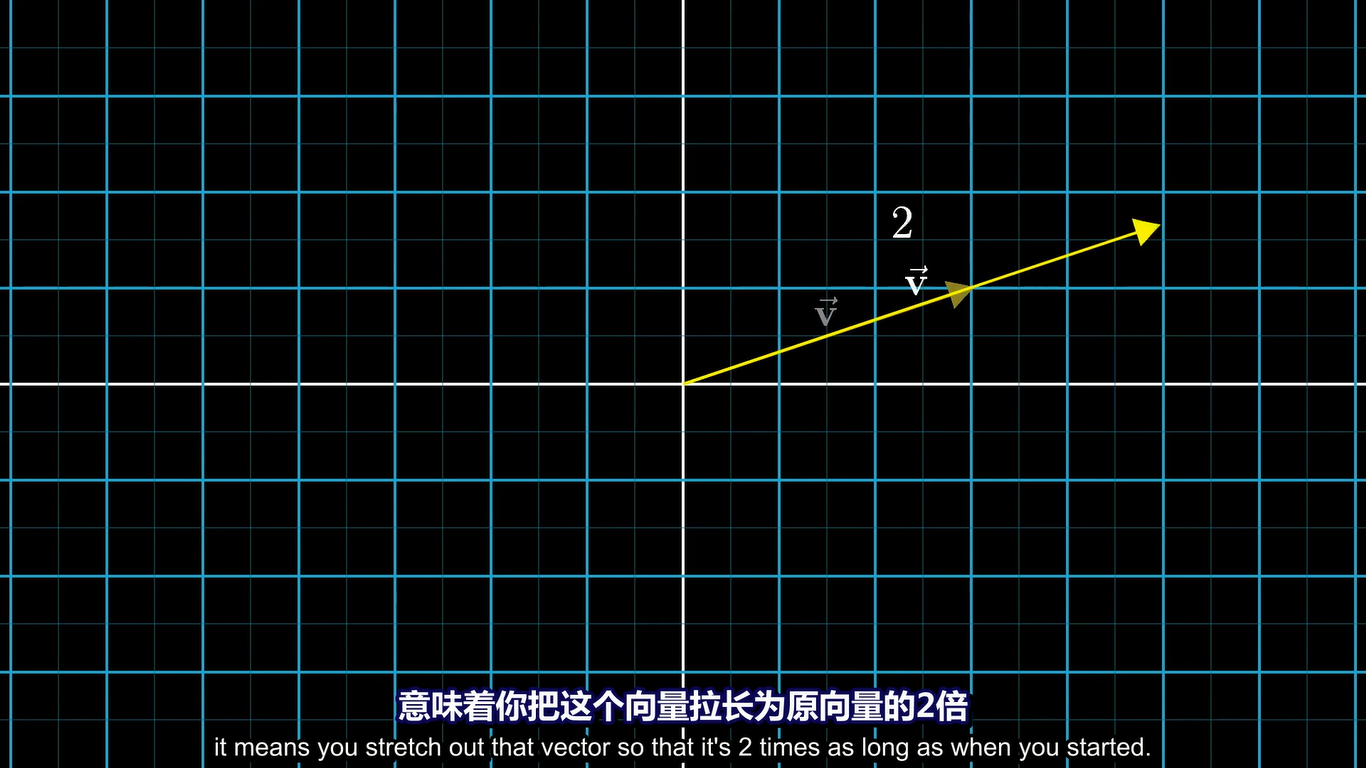 2
v⃗
v⃗
意味着你把这个向量拉长为原向量的2倍
it means you stretch out that vector so that it's 2 times as long as when you started.